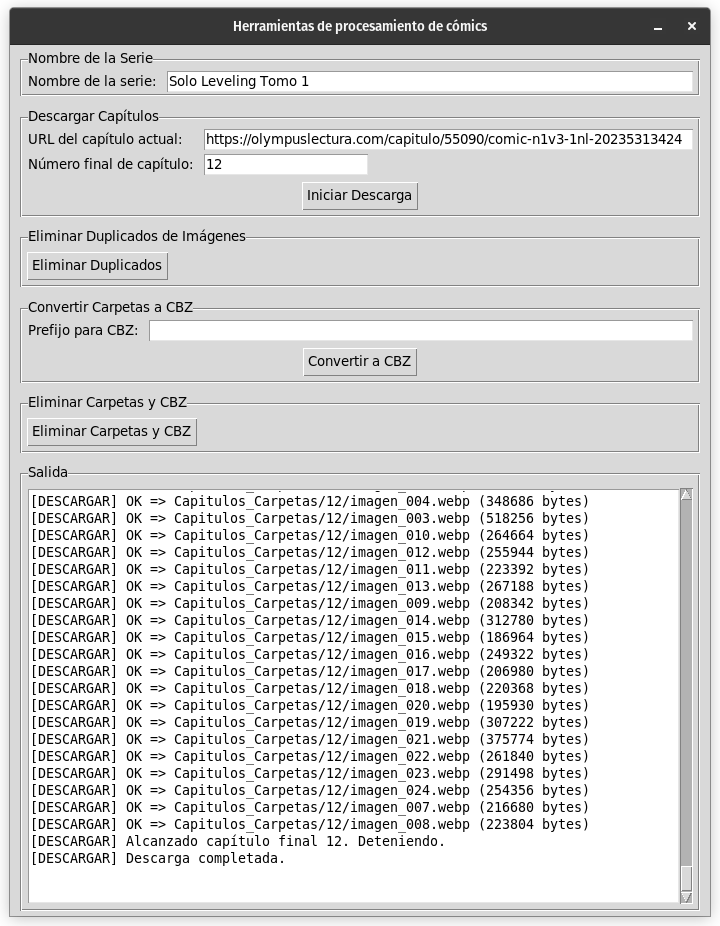 Herramientas de procesamiento de cómics
Nombre de la Serie
Nombre de la serie: Solo Leveling Tomo 1
Descargar Capítulos
URL del capítulo actual: https://olympuslectura.com/capitulo/55090/comic-n1v3-1nl-20235313424
Número final de capítulo: 12
Iniciar Descarga
Eliminar Duplicados de Imágenes
Eliminar Duplicados
Convertir Carpetas a CBZ
Prefijo para CBZ:
Convertir a CBZ
Eliminar Carpetas y CBZ
Eliminar Carpetas y CBZ
Salida
[DESCARGAR] OK => Capitulos_Carpetas/12/imagen_004.webp (348686 bytes)
[DESCARGAR] OK => Capitulos_Carpetas/12/imagen_003.webp (518256 bytes)
[DESCARGAR] OK => Capitulos_Carpetas/12/imagen_010.webp (264664 bytes)
[DESCARGAR] OK => Capitulos_Carpetas/12/imagen_012.webp (255944 bytes)
[DESCARGAR] OK => Capitulos_Carpetas/12/imagen_011.webp (223392 bytes)
[DESCARGAR] OK => Capitulos_Carpetas/12/imagen_013.webp (267188 bytes)
[DESCARGAR] OK => Capitulos_Carpetas/12/imagen_009.webp (208342 bytes)
[DESCARGAR] OK => Capitulos_Carpetas/12/imagen_014.webp (312780 bytes)
[DESCARGAR] OK => Capitulos_Carpetas/12/imagen_015.webp (186964 bytes)
[DESCARGAR] OK => Capitulos_Carpetas/12/imagen_016.webp (249322 bytes)
[DESCARGAR] OK => Capitulos_Carpetas/12/imagen_017.webp (206980 bytes)
[DESCARGAR] OK => Capitulos_Carpetas/12/imagen_018.webp (220368 bytes)
[DESCARGAR] OK => Capitulos_Carpetas/12/imagen_020.webp (195930 bytes)
[DESCARGAR] OK => Capitulos_Carpetas/12/imagen_019.webp (307222 bytes)
[DESCARGAR] OK => Capitulos_Carpetas/12/imagen_021.webp (375774 bytes)
[DESCARGAR] OK => Capitulos_Carpetas/12/imagen_022.webp (261840 bytes)
[DESCARGAR] OK => Capitulos_Carpetas/12/imagen_023.webp (291498 bytes)
[DESCARGAR] OK => Capitulos_Carpetas/12/imagen_024.webp (254356 bytes)
[DESCARGAR] OK => Capitulos_Carpetas/12/imagen_007.webp (216680 bytes)
[DESCARGAR] OK => Capitulos_Carpetas/12/imagen_008.webp (223804 bytes)
[DESCARGAR] Alcanzado capítulo final 12. Deteniendo.
[DESCARGAR] Descarga completada.